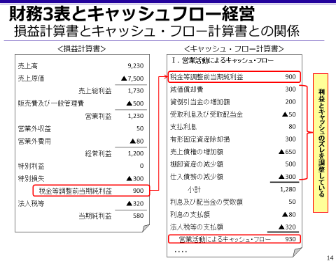 財務3表とキャッシュフロー経営
損益計算書とキャッシュ・フロー計算書との関係
<損益計算書>
売上高 9,230
売上原価 ▲7,500
売上総利益 1,730
販売費及び一般管理費 ▲500
営業利益 1,230
営業外収益 50
営業外費用 ▲80
経常利益 1,200
特別利益 0
特別損失 ▲300
税金等調整前当期純利益 900
法人税等 ▲320
当期純利益 580
<キャッシュ・フロー計算書>
Ⅰ.営業活動によるキャッシュ・フロー
税金等調整前当期純利益 900
減価償却費 300
貸倒引当金の増加額 200
受取利息及び受取配当金 ▲50
支払利息 80
有形固定資産除却損 300
売上債権の増加額 ▲650
棚卸資産の減少額 500
仕入債務の減少額 ▲300
小計 1,280
利息及び配当金の受取額 50
利息の支払額 ▲80
法人税等の支払額 ▲320
営業活動によるキャッシュ・フロー 930
・・・・
利益とキャッシュのズレを調整している
14